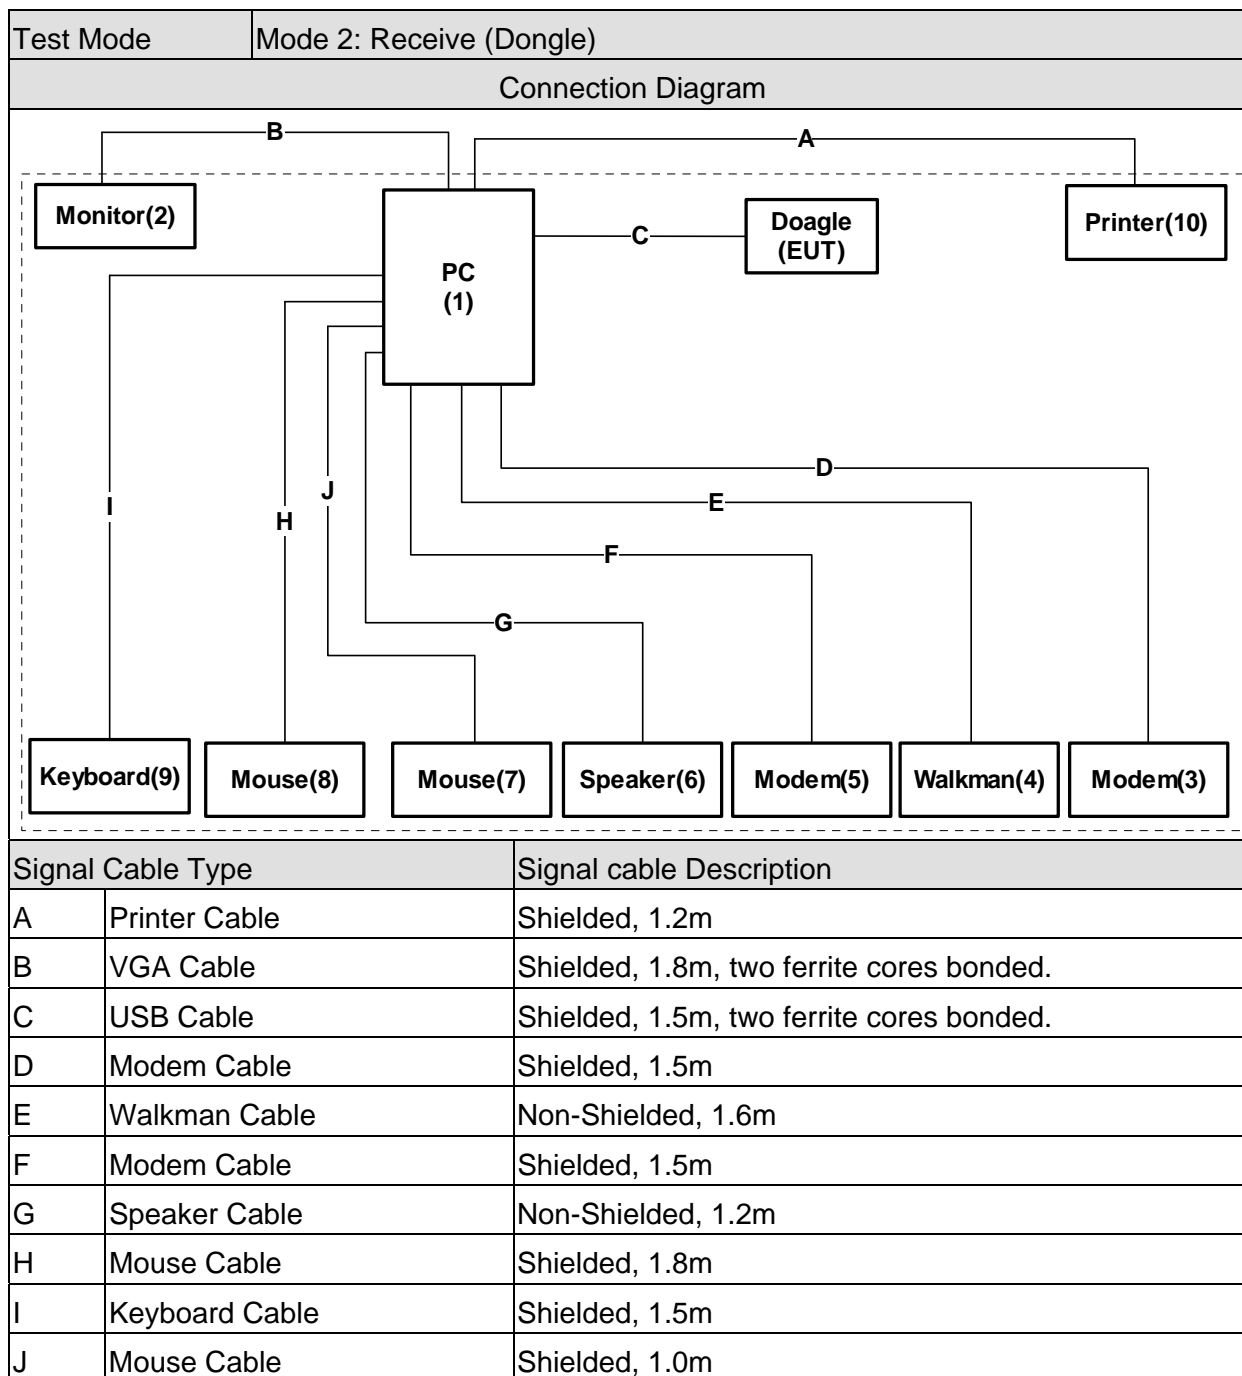 Test Mode Mode 2: Receive (Dongle)
Connection Diagram
B
A
Monitor(2)
PC
(1)
C
Doagle
(EUT)
Printer(10)
D
E
F
G
J
I
H
Keyboard(9) Mouse(8) Mouse(7) Speaker(6) Modem(5) Walkman(4) Modem(3)
Signal Cable Type Signal cable Description
A Printer Cable Shielded, 1.2m
B VGA Cable Shielded, 1.8m, two ferrite cores bonded.
C USB Cable Shielded, 1.5m, two ferrite cores bonded.
D Modem Cable Shielded, 1.5m
E Walkman Cable Non-Shielded, 1.6m
F Modem Cable Shielded, 1.5m
G Speaker Cable Non-Shielded, 1.2m
H Mouse Cable Shielded, 1.8m
I Keyboard Cable Shielded, 1.5m
J Mouse Cable Shielded, 1.0m